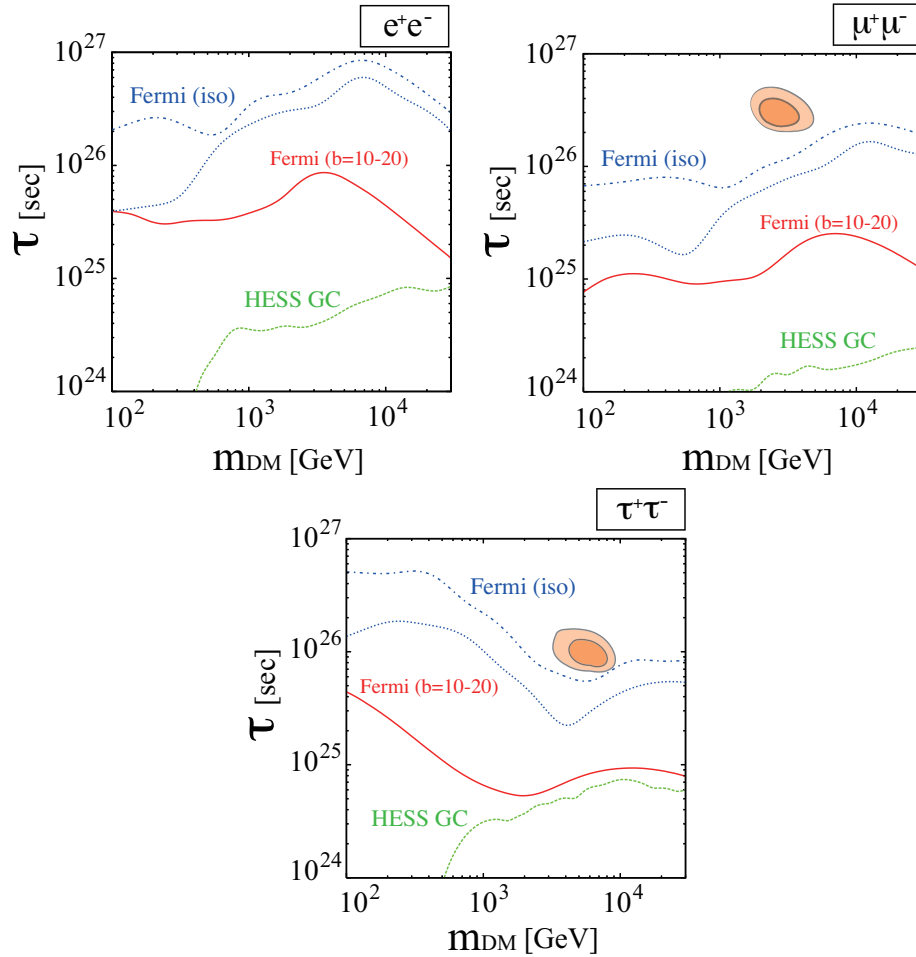 e⁺e⁻
10²⁷
10²⁶
10²⁵
10²⁴
τ [sec]
Fermi (iso)
Fermi (b=10-20)
HESS GC
10² 10³ 10⁴
mDM [GeV]
μ⁺μ⁻
10²⁷
10²⁶
10²⁵
10²⁴
τ [sec]
Fermi (iso)
Fermi (b=10-20)
HESS GC
10² 10³ 10⁴
mDM [GeV]
τ⁺τ⁻
10²⁷
10²⁶
10²⁵
10²⁴
τ [sec]
Fermi (iso)
Fermi (b=10-20)
HESS GC
10² 10³ 10⁴
mDM [GeV]